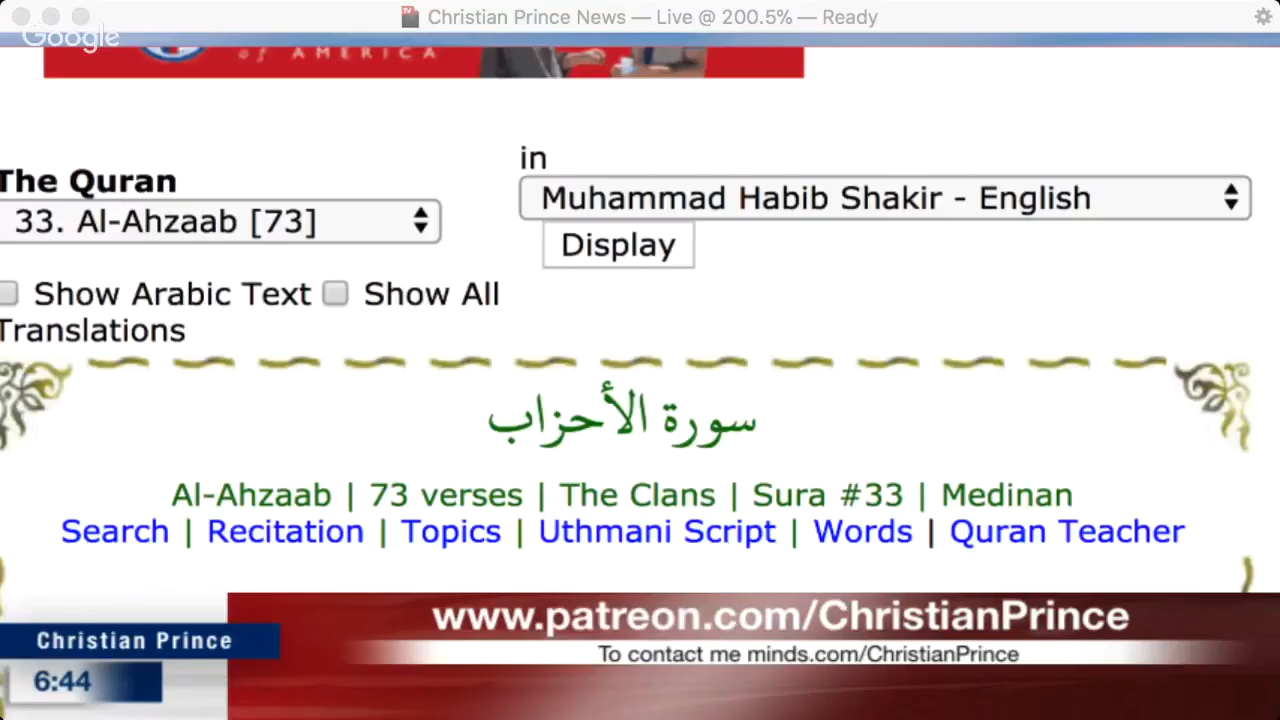 Christian Prince News — Live @ 200.5% — Ready
Google
of AMERICA
in
The Quran
Muhammad Habib Shakir - English
33. Al-Ahzaab [73]
Display
Show Arabic Text Show All
Translations
سورة الأحزاب
Al-Ahzaab | 73 verses | The Clans | Sura #33 | Medinan
Search | Recitation | Topics | Uthmani Script | Words | Quran Teacher
www.patreon.com/ChristianPrince
Christian Prince
To contact me minds.com/ChristianPrince
6:44